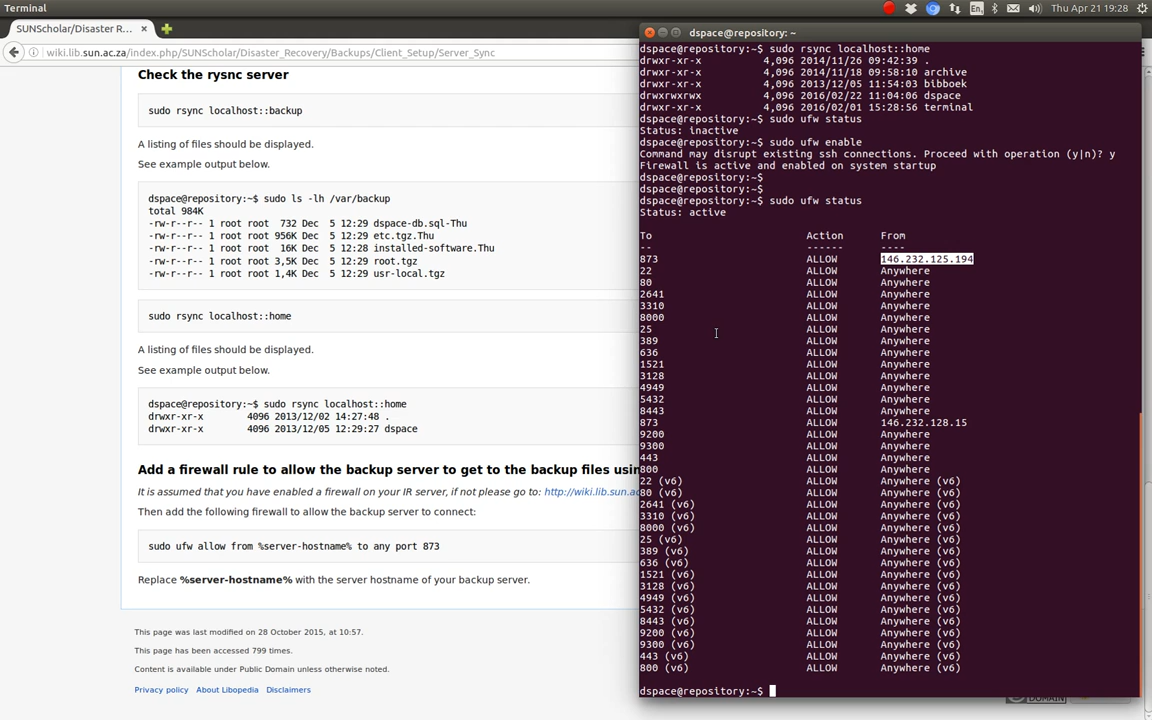 Terminal
En
Thu Apr 21 19:28
SUNScholar/Disaster R...
wiki.lib.sun.ac.za/index.php/SUNScholar/Disaster_Recovery/Backups/Client_Setup/Server_Sync
Check the rysnc server
sudo rsync localhost::backup
A listing of files should be displayed.
See example output below.
dspace@repository:~$ sudo ls -lh /var/backup
total 984K
-rw-r--r-- 1 root root 732 Dec 5 12:29 dspace-db.sql-Thu
-rw-r--r-- 1 root root 956K Dec 5 12:29 etc.tgz.Thu
-rw-r--r-- 1 root root 16K Dec 5 12:28 installed-software.Thu
-rw-r--r-- 1 root root 3,5K Dec 5 12:29 root.tgz
-rw-r--r-- 1 root root 1,4K Dec 5 12:29 usr-local.tgz
sudo rsync localhost::home
A listing of files should be displayed.
See example output below.
dspace@repository:~$ sudo rsync localhost::home
drwxr-xr-x 4096 2013/12/02 14:27:48 .
drwxr-xr-x 4096 2013/12/05 12:29:27 dspace
Add a firewall rule to allow the backup server to get to the backup files usin
It is assumed that you have enabled a firewall on your IR server, if not please go to: http://wiki.lib.sun.a
Then add the following firewall to allow the backup server to connect:
sudo ufw allow from %server-hostname% to any port 873
Replace %server-hostname% with the server hostname of your backup server.
This page was last modified on 28 October 2015, at 10:57.
This page has been accessed 799 times.
Content is available under Public Domain unless otherwise noted.
Privacy policy About Libopedia Disclaimers
dspace@repository: ~
dspace@repository:~$ sudo rsync localhost::home
drwxr-xr-x 4,096 2014/11/26 09:42:39 .
drwxr-xr-x 4,096 2014/11/18 09:58:10 archive
drwxr-xr-x 4,096 2013/12/05 11:54:03 bibboek
drwxrwxrwx 4,096 2016/02/22 11:04:06 dspace
drwxr-xr-x 4,096 2016/02/01 15:28:56 terminal
dspace@repository:~$ sudo ufw status
Status: inactive
dspace@repository:~$ sudo ufw enable
Command may disrupt existing ssh connections. Proceed with operation (y|n)? y
Firewall is active and enabled on system startup
dspace@repository:~$
dspace@repository:~$
dspace@repository:~$ sudo ufw status
Status: active
To Action From
-- ------ ----
873 ALLOW 146.232.125.194
22 ALLOW Anywhere
80 ALLOW Anywhere
2641 ALLOW Anywhere
3310 ALLOW Anywhere
8000 ALLOW Anywhere
25 ALLOW Anywhere
389 ALLOW Anywhere
636 ALLOW Anywhere
1521 ALLOW Anywhere
3128 ALLOW Anywhere
4949 ALLOW Anywhere
5432 ALLOW Anywhere
8443 ALLOW Anywhere
873 ALLOW 146.232.128.15
9200 ALLOW Anywhere
9300 ALLOW Anywhere
443 ALLOW Anywhere
800 ALLOW Anywhere
22 (v6) ALLOW Anywhere (v6)
80 (v6) ALLOW Anywhere (v6)
2641 (v6) ALLOW Anywhere (v6)
3310 (v6) ALLOW Anywhere (v6)
8000 (v6) ALLOW Anywhere (v6)
25 (v6) ALLOW Anywhere (v6)
389 (v6) ALLOW Anywhere (v6)
636 (v6) ALLOW Anywhere (v6)
1521 (v6) ALLOW Anywhere (v6)
3128 (v6) ALLOW Anywhere (v6)
4949 (v6) ALLOW Anywhere (v6)
5432 (v6) ALLOW Anywhere (v6)
8443 (v6) ALLOW Anywhere (v6)
9200 (v6) ALLOW Anywhere (v6)
9300 (v6) ALLOW Anywhere (v6)
443 (v6) ALLOW Anywhere (v6)
800 (v6) ALLOW Anywhere (v6)
dspace@repository:~$